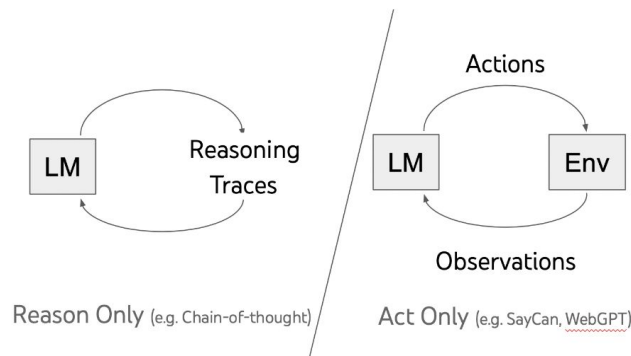 LM
Reasoning
Traces
Reason Only (e.g. Chain-of-thought)
Actions
LM
Env
Observations
Act Only (e.g. SayCan, WebGPT)